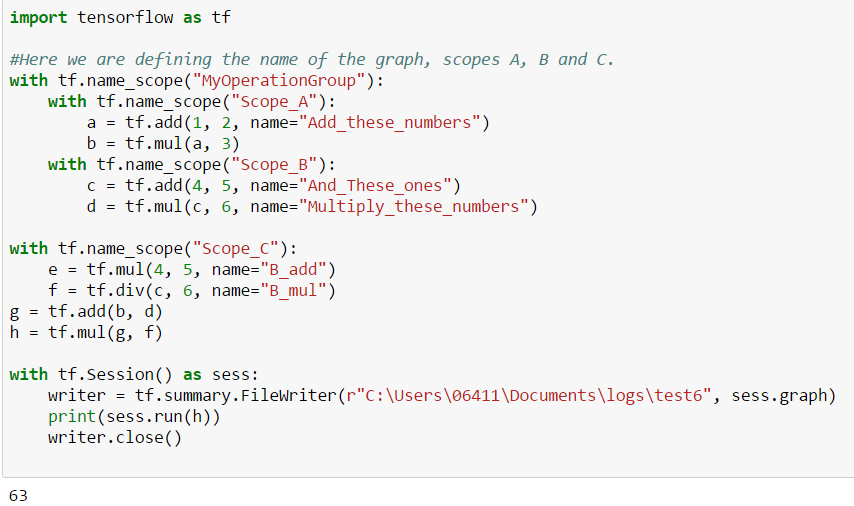 import tensorflow as tf
#Here we are defining the name of the graph, scopes A, B and C.
with tf.name_scope("MyOperationGroup"):
    with tf.name_scope("Scope_A"):
        a = tf.add(1, 2, name="Add_these_numbers")
        b = tf.mul(a, 3)
    with tf.name_scope("Scope_B"):
        c = tf.add(4, 5, name="And_These_ones")
        d = tf.mul(c, 6, name="Multiply_these_numbers")
with tf.name_scope("Scope_C"):
    e = tf.mul(4, 5, name="B_add")
    f = tf.div(c, 6, name="B_mul")
g = tf.add(b, d)
h = tf.mul(g, f)
with tf.Session() as sess:
    writer = tf.summary.FileWriter(r"C:\Users\06411\Documents\logs\test6", sess.graph)
    print(sess.run(h))
    writer.close()
63